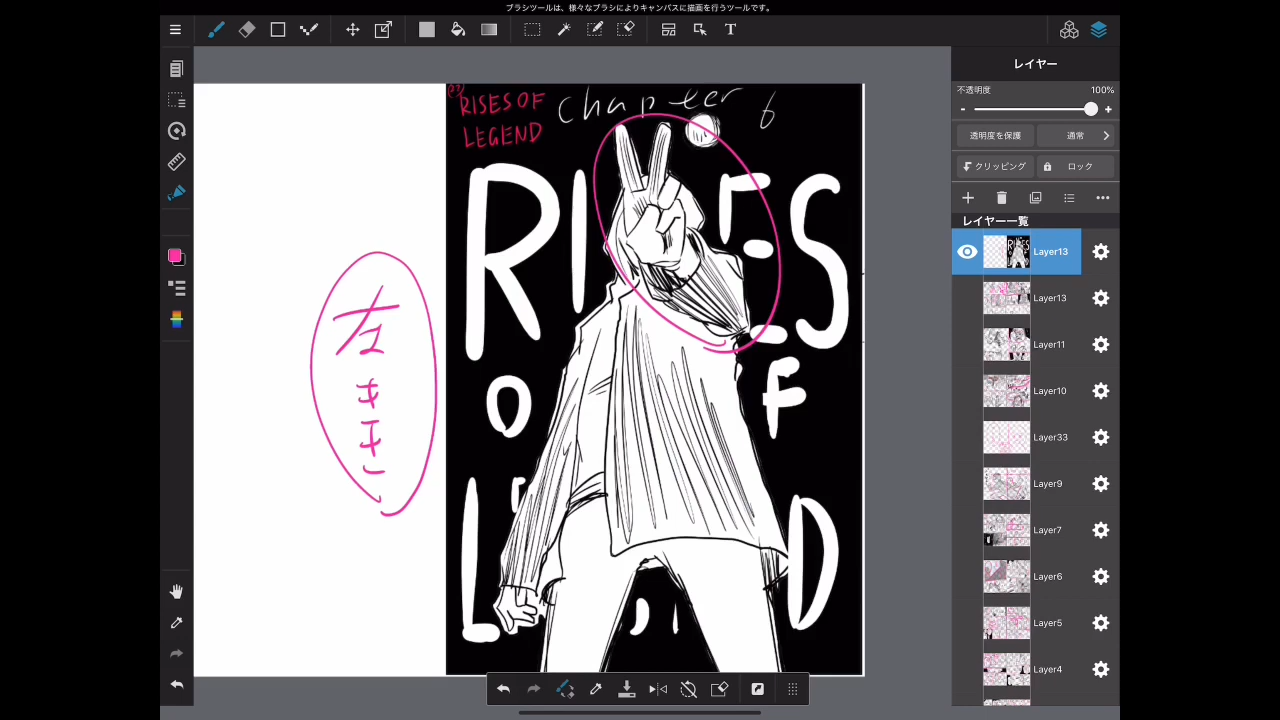 ブラシツールは、様々なブラシによりキャンバスに描画を行うツールです。
T
レイヤー
不透明度 100%
- +
透明度を保護 通常
クリッピング ロック
レイヤー一覧
Layer13
Layer13
Layer11
Layer10
Layer33
Layer9
Layer7
Layer6
Layer5
Layer4
RISES OF
LEGEND
chapter 6
RISES
OF
左きき